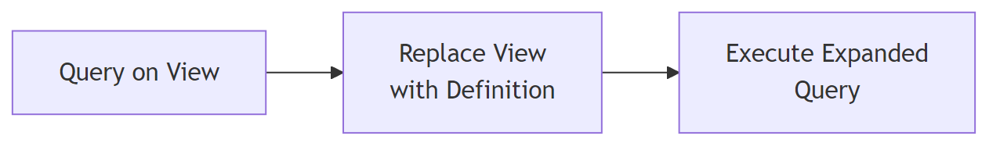 Query on View
Replace View
with Definition
Execute Expanded
Query